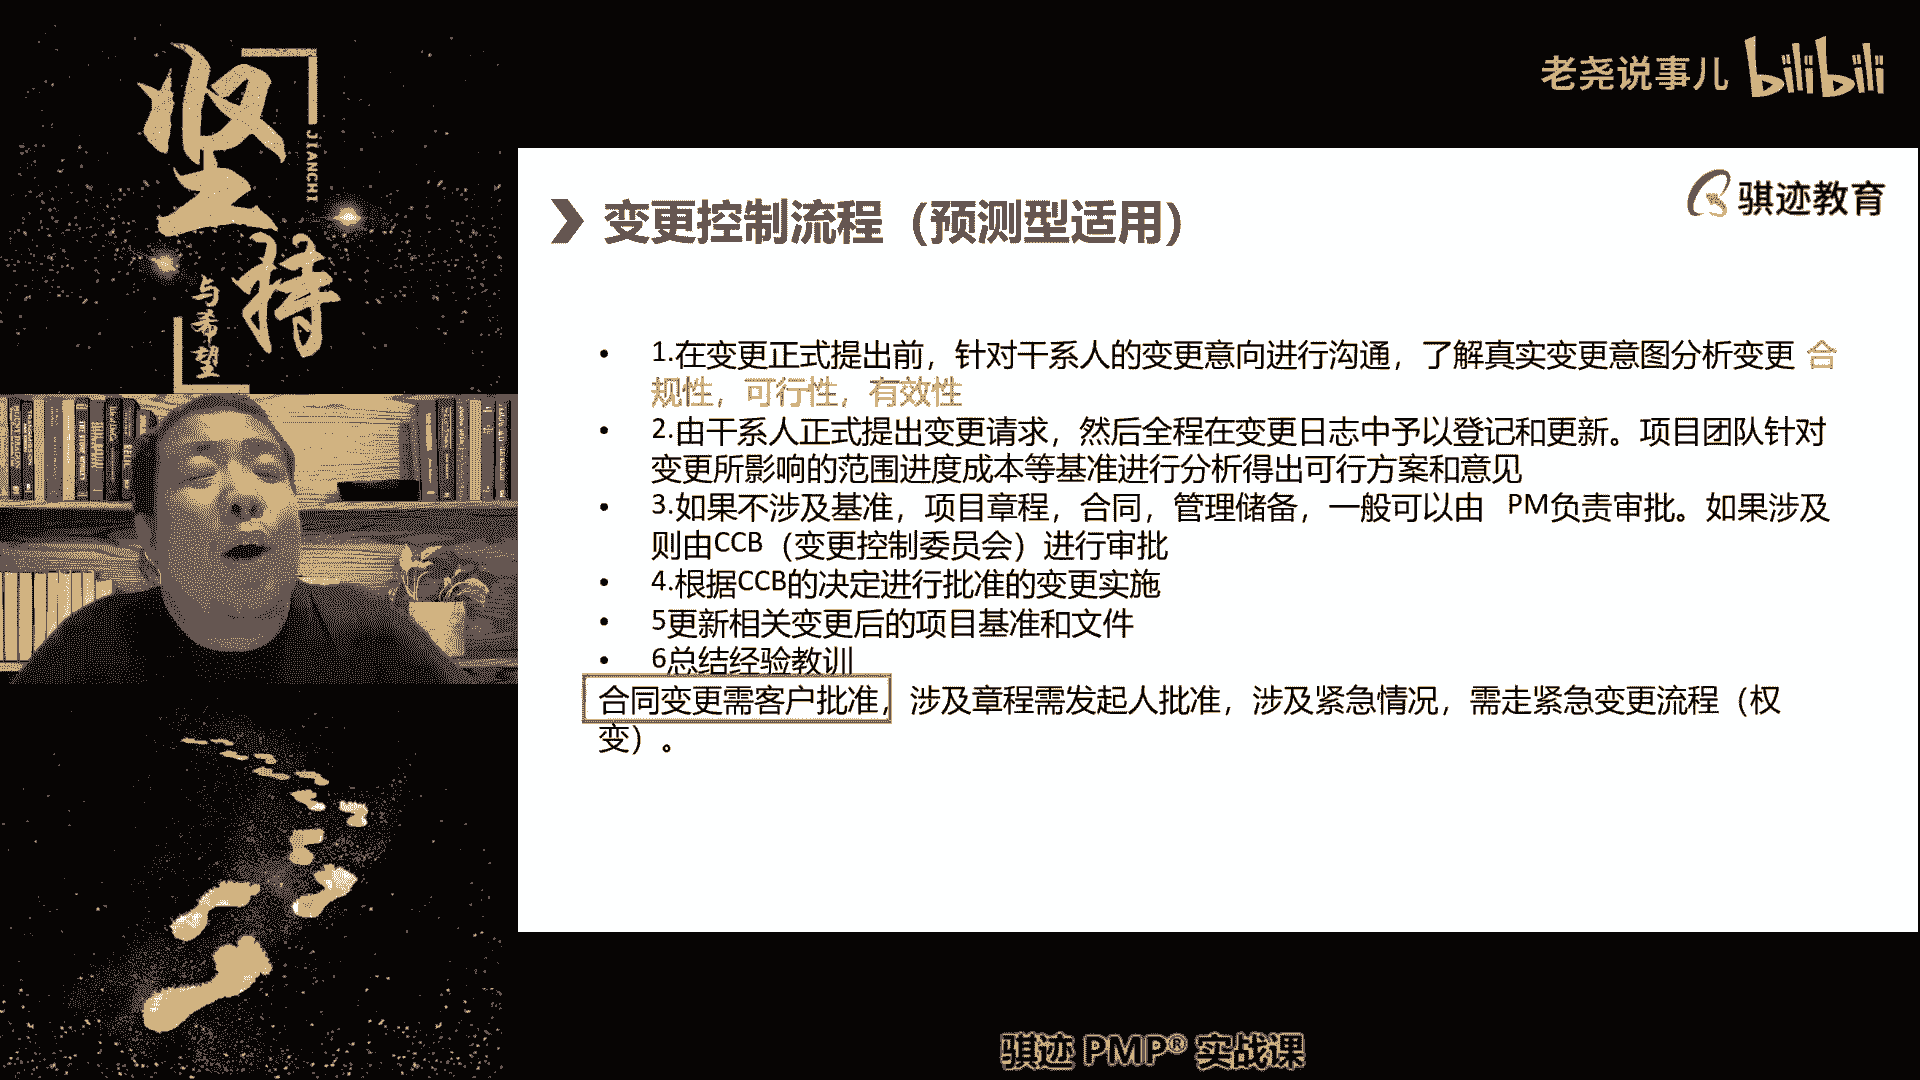 坚持
JIANCHI
与希望
老尧说事儿 bilibili
骐迹教育
变更控制流程（预测型适用）
• 1.在变更正式提出前，针对干系人的变更意向进行沟通，了解真实变更意图分析变更 合
规性，可行性，有效性
• 2.由干系人正式提出变更请求，然后全程在变更日志中予以登记和更新。项目团队针对
变更所影响的范围进度成本等基准进行分析得出可行方案和意见
• 3.如果不涉及基准，项目章程，合同，管理储备，一般可以由 PM负责审批。如果涉及
则由CCB（变更控制委员会）进行审批
• 4.根据CCB的决定进行批准的变更实施
• 5更新相关变更后的项目基准和文件
• 6总结经验教训
合同变更需客户批准，涉及章程需发起人批准，涉及紧急情况，需走紧急变更流程（权
变）。
骐迹 PMP® 实战课